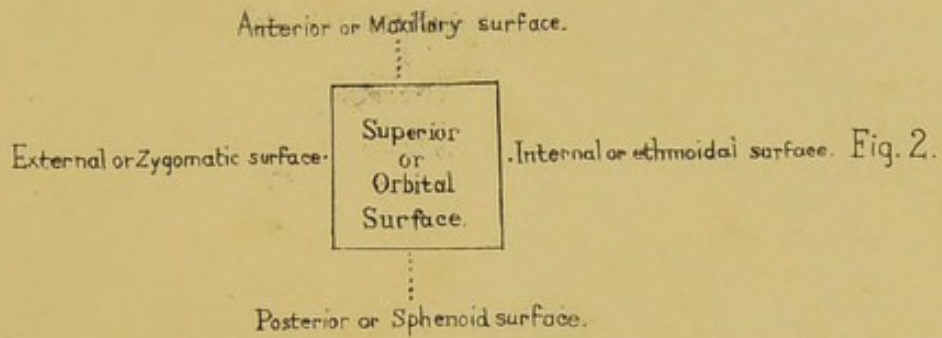 Anterior or Maxillary surface.
Superior
or
Orbital
Surface.
External or Zygomatic surface.
Internal or ethmoidal surface.
Fig. 2.
Posterior or Sphenoid surface.